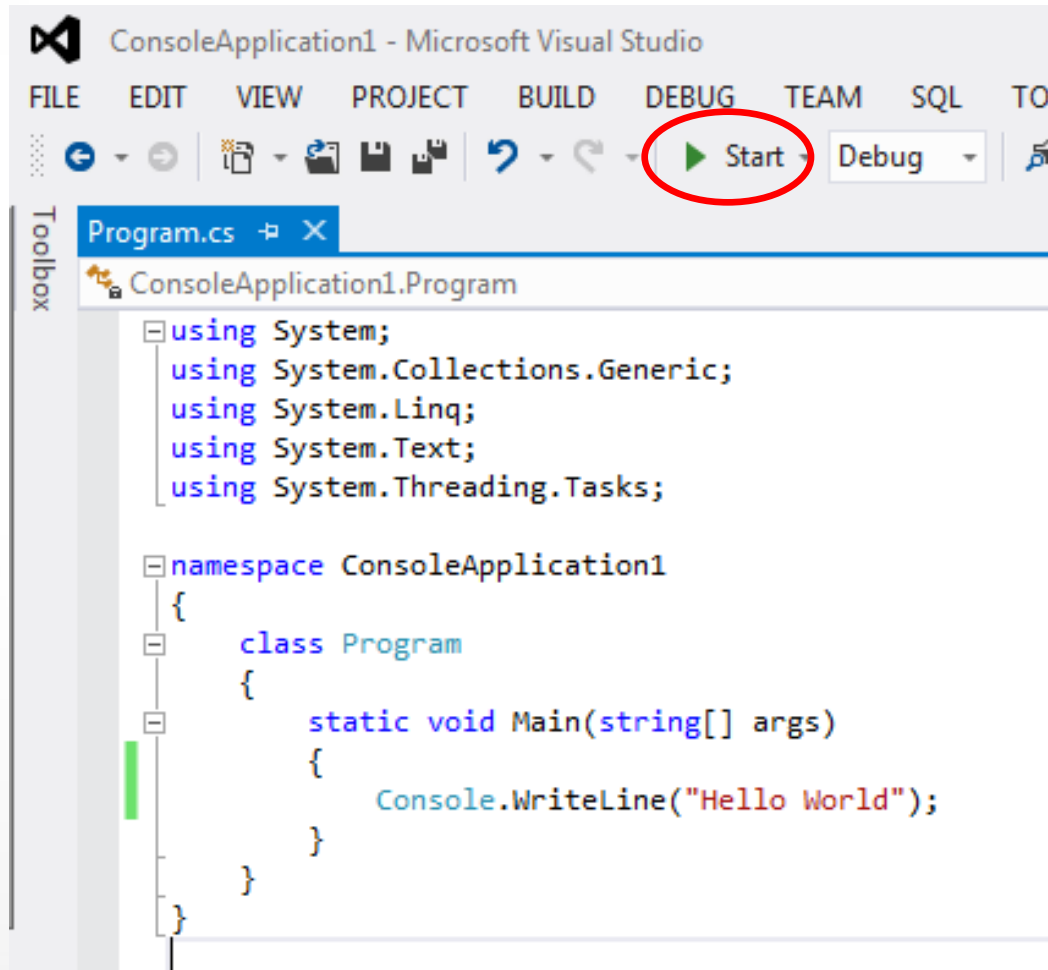 ConsoleApplication1 - Microsoft Visual Studio
FILE EDIT VIEW PROJECT BUILD DEBUG TEAM SQL TO
Start Debug
Toolbox
Program.cs
ConsoleApplication1.Program
using System;
using System.Collections.Generic;
using System.Linq;
using System.Text;
using System.Threading.Tasks;
namespace ConsoleApplication1
{
class Program
{
static void Main(string[] args)
{
Console.WriteLine("Hello World");
}
}
}